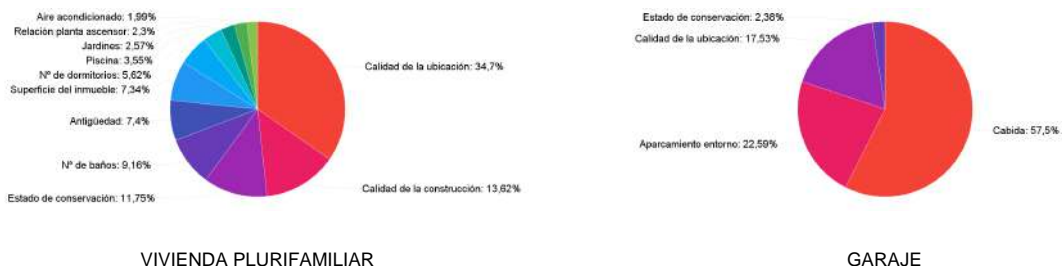 Aire acondicionado: 1,99%
Relación planta ascensor: 2,3%
Jardines: 2,57%
Piscina: 3,55%
Nº de dormitorios: 5,62%
Superficie del inmueble: 7,34%
Antigüedad: 7,4%
Nº de baños: 9,16%
Estado de conservación: 11,75%
Calidad de la ubicación: 34,7%
Calidad de la construcción: 13,62%
VIVIENDA PLURIFAMILIAR
Estado de conservación: 2,38%
Calidad de la ubicación: 17,53%
Aparcamiento entorno: 22,59%
Cabida: 57,5%
GARAJE